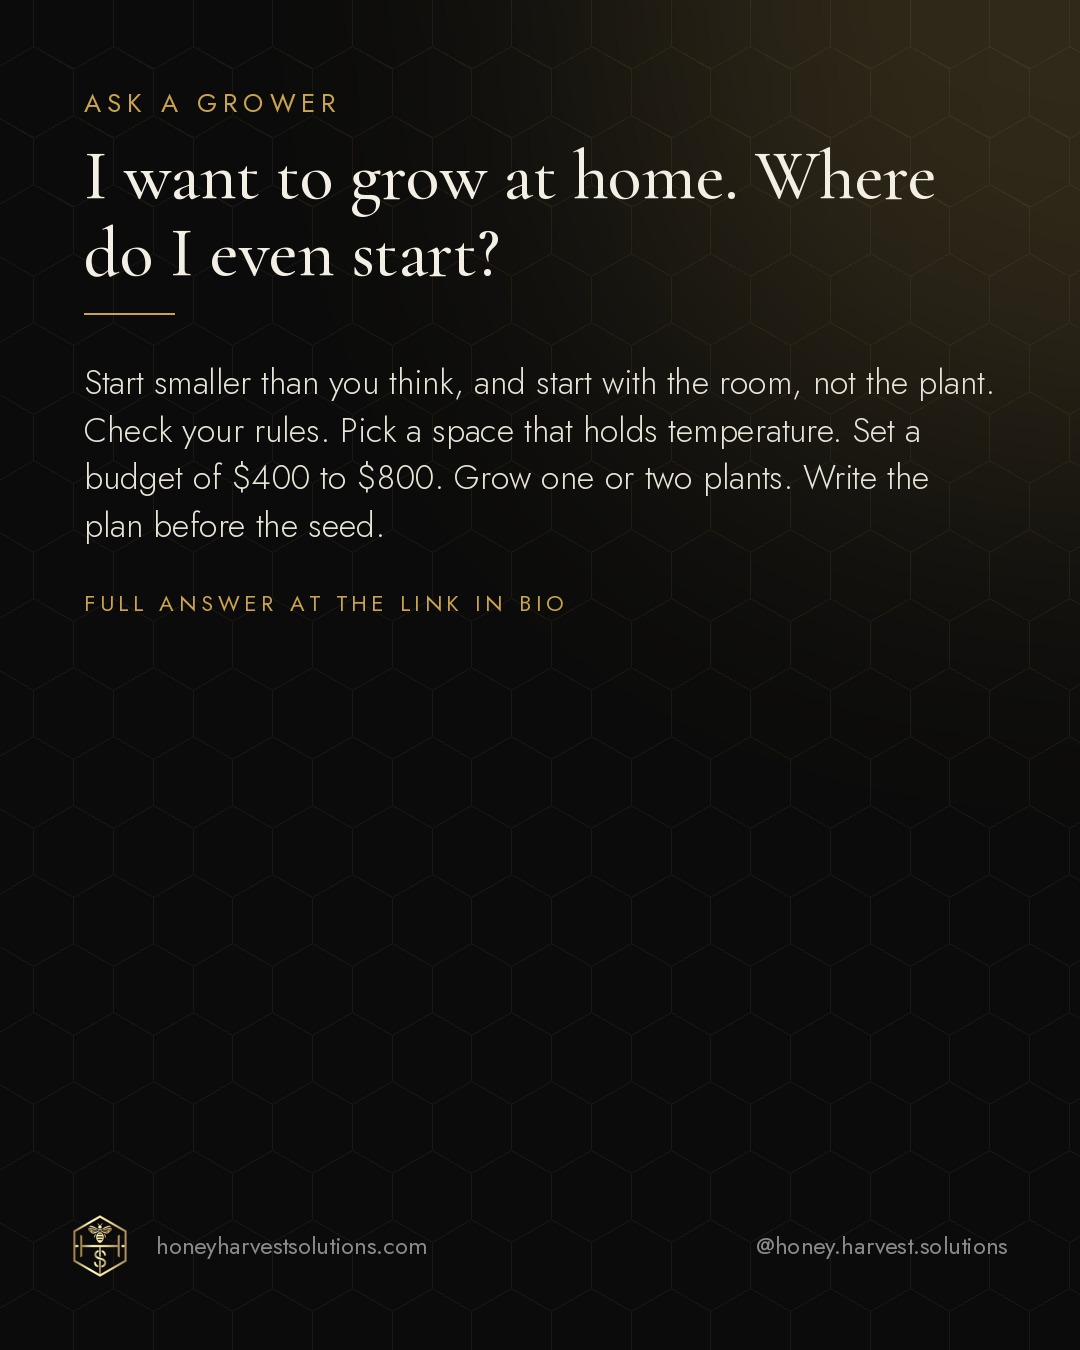 ASK A GROWER
I want to grow at home. Where
do I even start?
Start smaller than you think, and start with the room, not the plant.
Check your rules. Pick a space that holds temperature. Set a
budget of $400 to $800. Grow one or two plants. Write the
plan before the seed.
FULL ANSWER AT THE LINK IN BIO
H $
honeyharvestsolutions.com
@honey.harvest.solutions